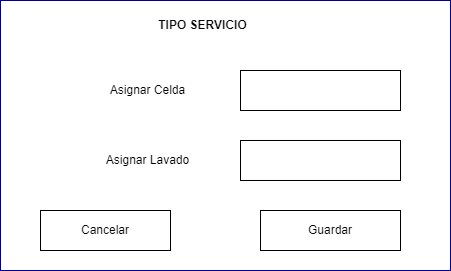 TIPO SERVICIO
Asignar Celda
Asignar Lavado
Cancelar
Guardar